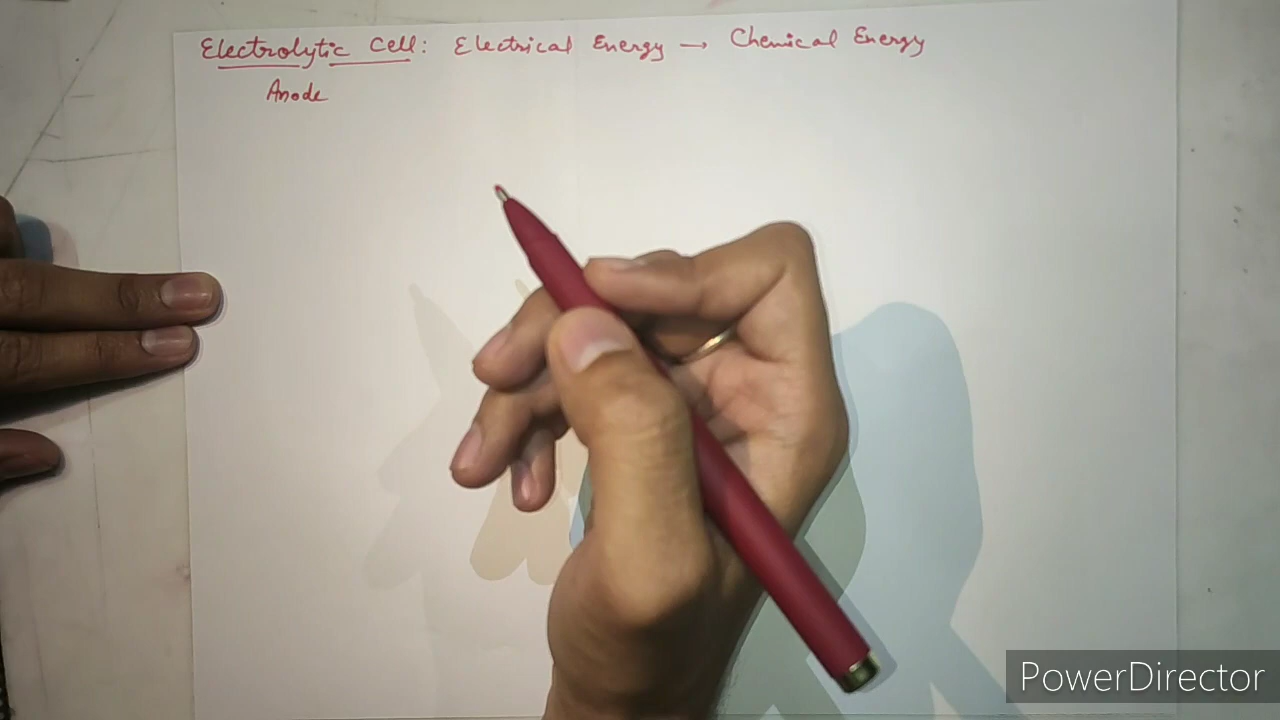 Electrolytic Cell: Electrical Energy → Chemical Energy
Anode
PowerDirector